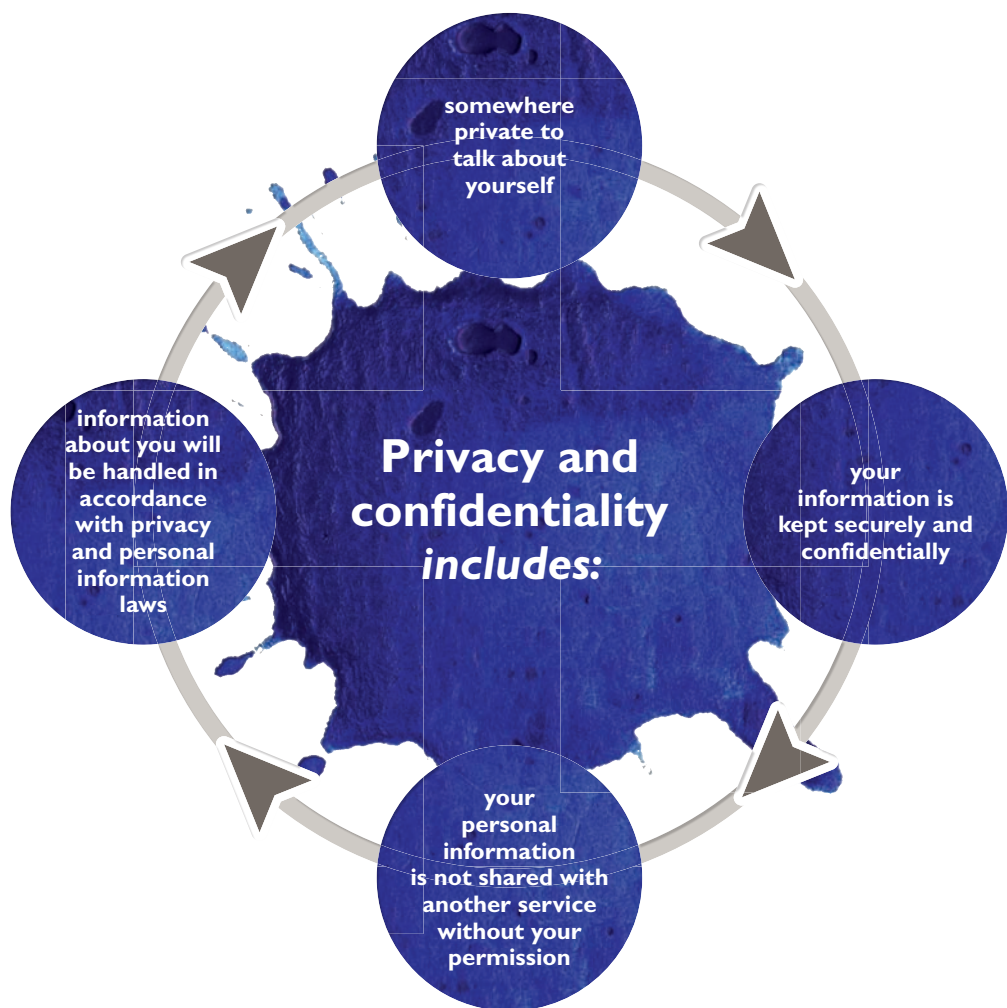 Privacy and
confidentiality
includes:
somewhere
private to
talk about
yourself
your
information is
kept securely and
confidentially
your
personal
information
is not shared with
another service
without your
permission
information
about you will
be handled in
accordance
with privacy
and personal
information
laws